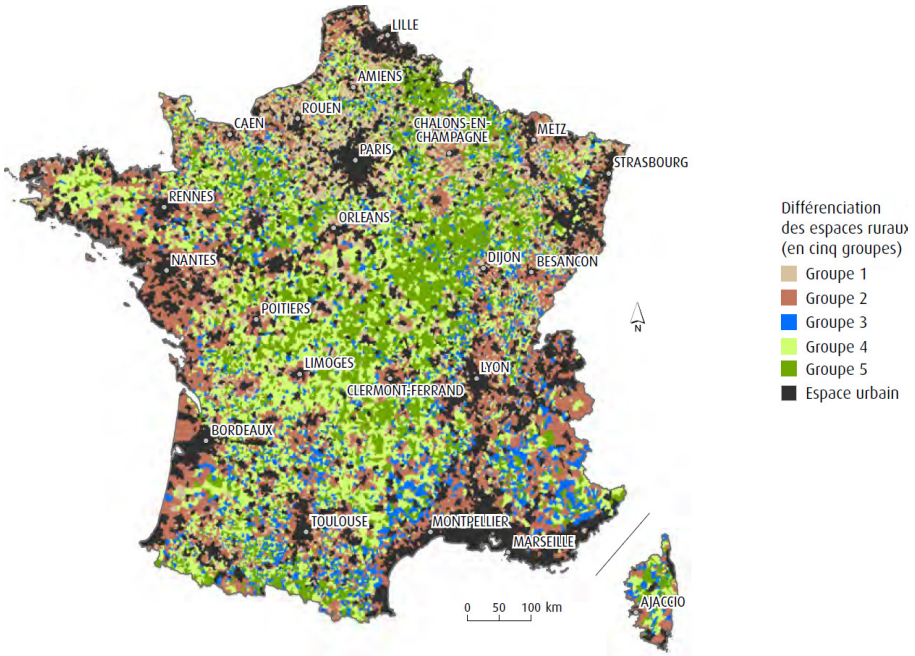 LILLE
AMIENS
ROUEN
CAEN
CHALONS-EN-
CHAMPAGNE
METZ
PARIS
STRASBOURG
RENNES
ORLEANS
NANTES
DIJON
BESANCON
POITIERS
LIMOGES
CLERMONT-FERRAND
LYON
BORDEAUX
TOULOUSE
MONTPELLIER
MARSEILLE
AJACCIO
0 50 100 km
N
Différenciation
des espaces ruraux
(en cinq groupes)
Groupe 1
Groupe 2
Groupe 3
Groupe 4
Groupe 5
Espace urbain